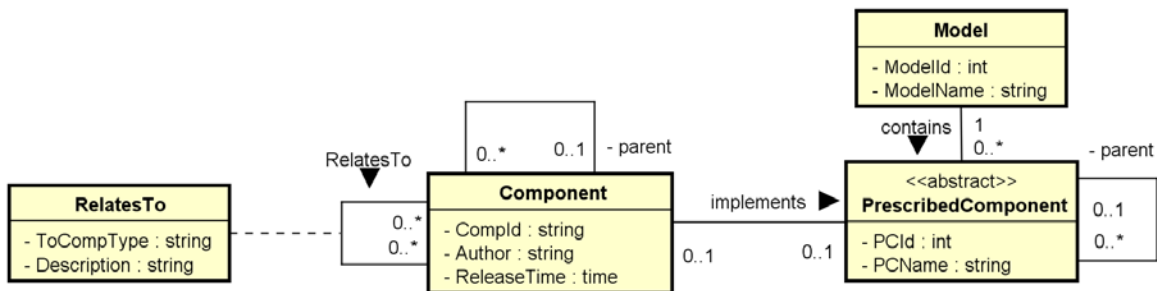 Model
- ModelId : int
- ModelName : string
contains
1
0..*
- parent
0..*
0..1
- parent
RelatesTo
RelatesTo
- ToCompType : string
- Description : string
0..*
0..*
Component
- CompId : string
- Author : string
- ReleaseTime : time
implements
0..1
0..1
<<abstract>>
PrescribedComponent
- PCId : int
- PCName : string
0..1
0..*